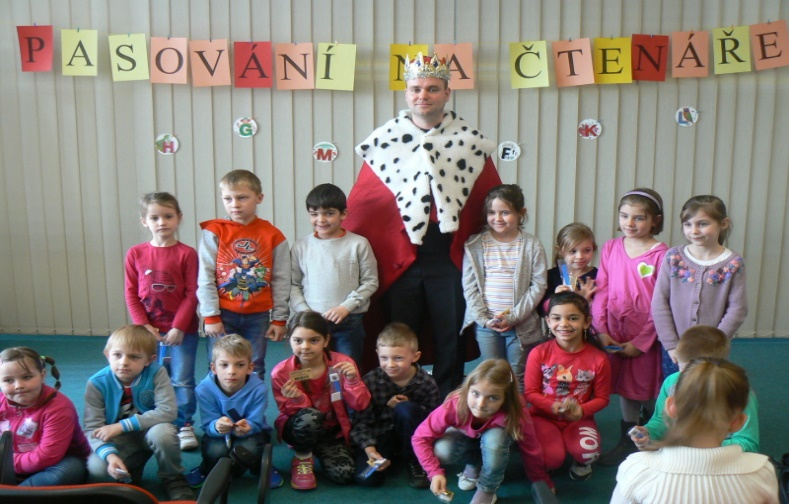 PASOVÁNÍ NA ČTENÁŘE
H G M F K L